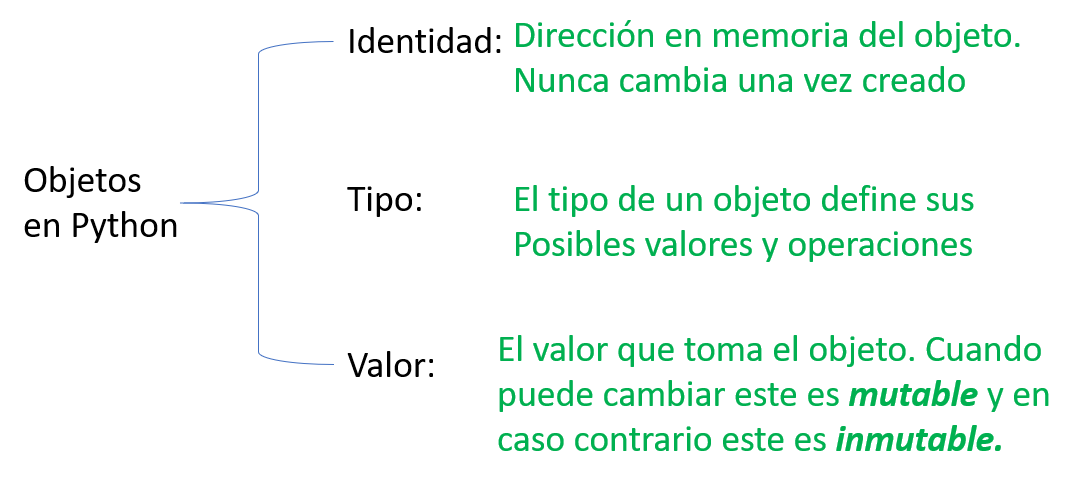 Objetos
en Python
Identidad:
Dirección en memoria del objeto.
Nunca cambia una vez creado
Tipo:
El tipo de un objeto define sus
Posibles valores y operaciones
Valor:
El valor que toma el objeto. Cuando
puede cambiar este es mutable y en
caso contrario este es inmutable.